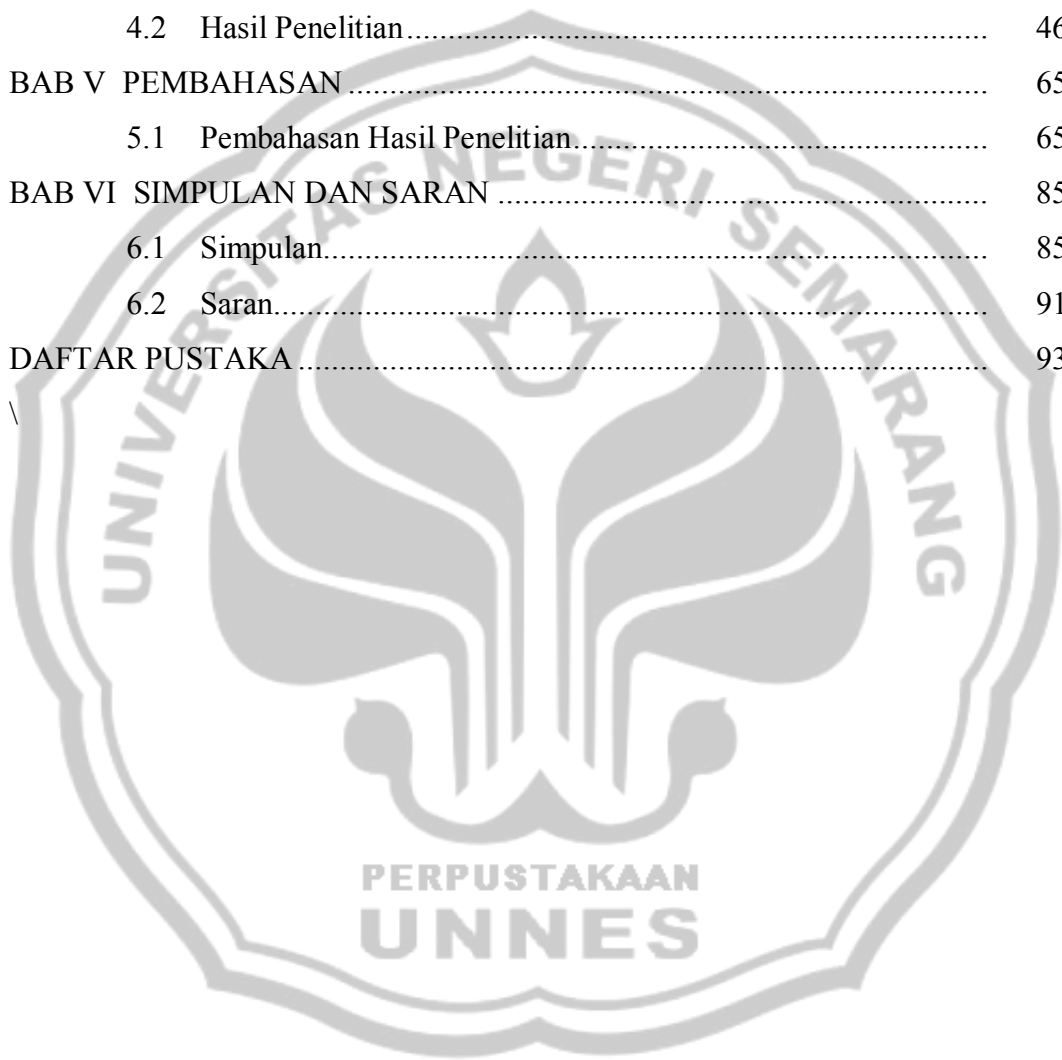 4.2 Hasil Penitian........................................................................ 46
BAB V PEMBAHASAN................................................................................ 65
5.1 Pembahasan Hasil Penelitian................................................... 65
BAB VI SIMPULAN DAN SARAN ............................................................. 85
6.1 Simpulan.................................................................................. 85
6.2 Saran........................................................................................ 91
DAFTAR PUSTAKA ...................................................................................... 93
\
UNIVERSITAS NEGERI SEMARANG
PERPUSTAKAAN
UNNES